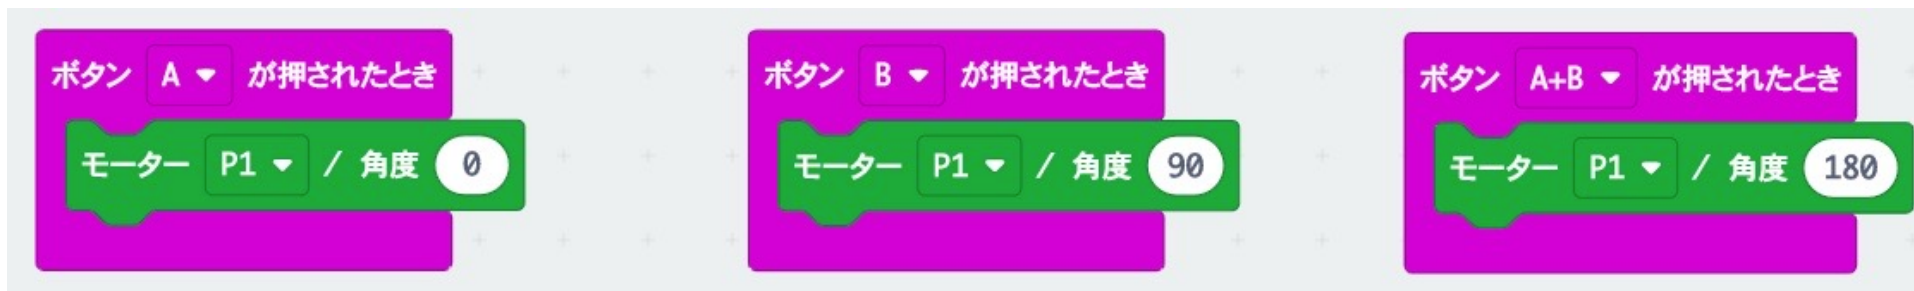 ボタン A が押されたとき
モーター P1 / 角度 0
ボタン B が押されたとき
モーター P1 / 角度 90
ボタン A+B が押されたとき
モーター P1 / 角度 180